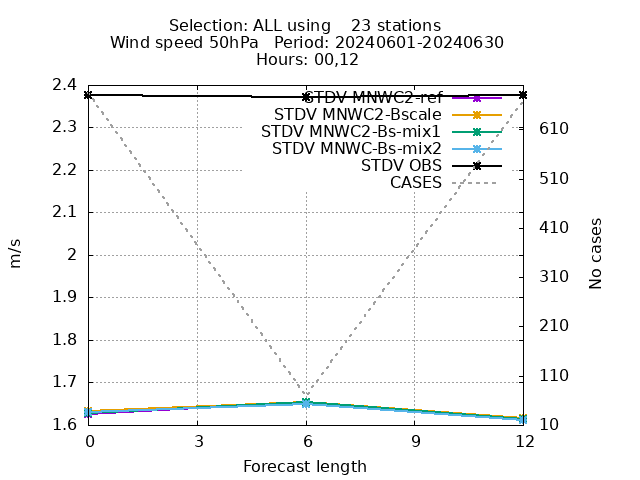 Selection: ALL using    23 stations
Wind speed 50hPa   Period: 20240601-20240630
Hours: 00,12
STDV MNWC2-ref
STDV MNWC2-Bscale
STDV MNWC2-Bs-mix1
STDV MNWC-Bs-mix2
STDV OBS
CASES
2.4
2.3
2.2
2.1
2
1.9
1.8
1.7
1.6
m/s
610
510
410
310
210
110
10
No cases
0 3 6 9 12
Forecast length